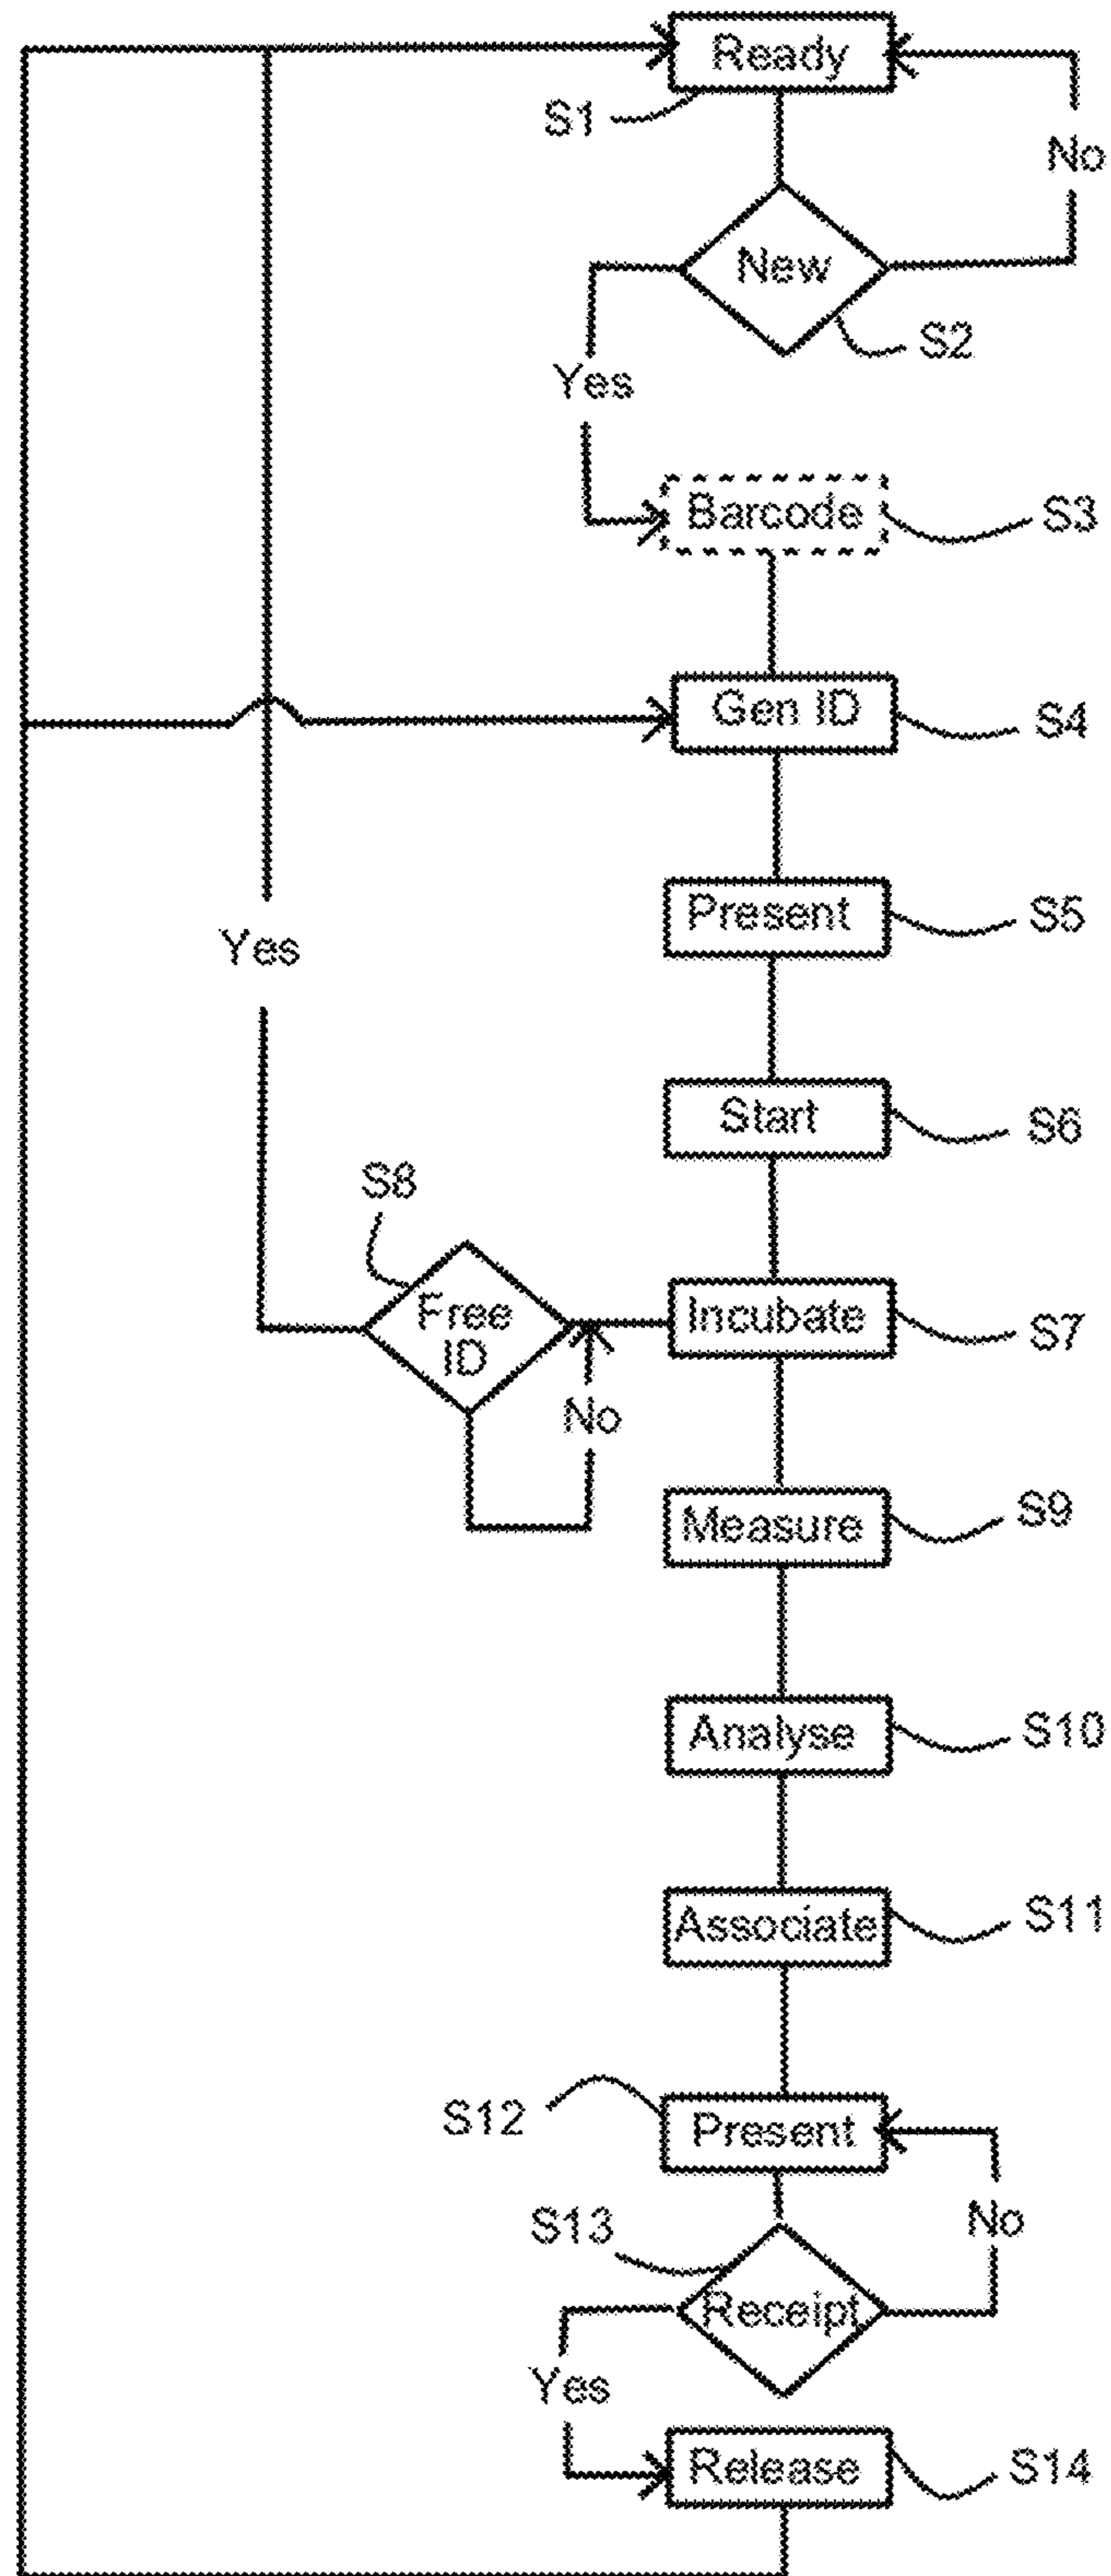 Ready
S1
No
New
S2
Yes
Barcode
S3
Gen ID
S4
Present
S5
Yes
Start
S6
S8
Free
ID
Incubate
S7
No
Measure
S9
Analyse
S10
Associate
S11
S12
Present
No
S13
Receipt
Yes
Release
S14